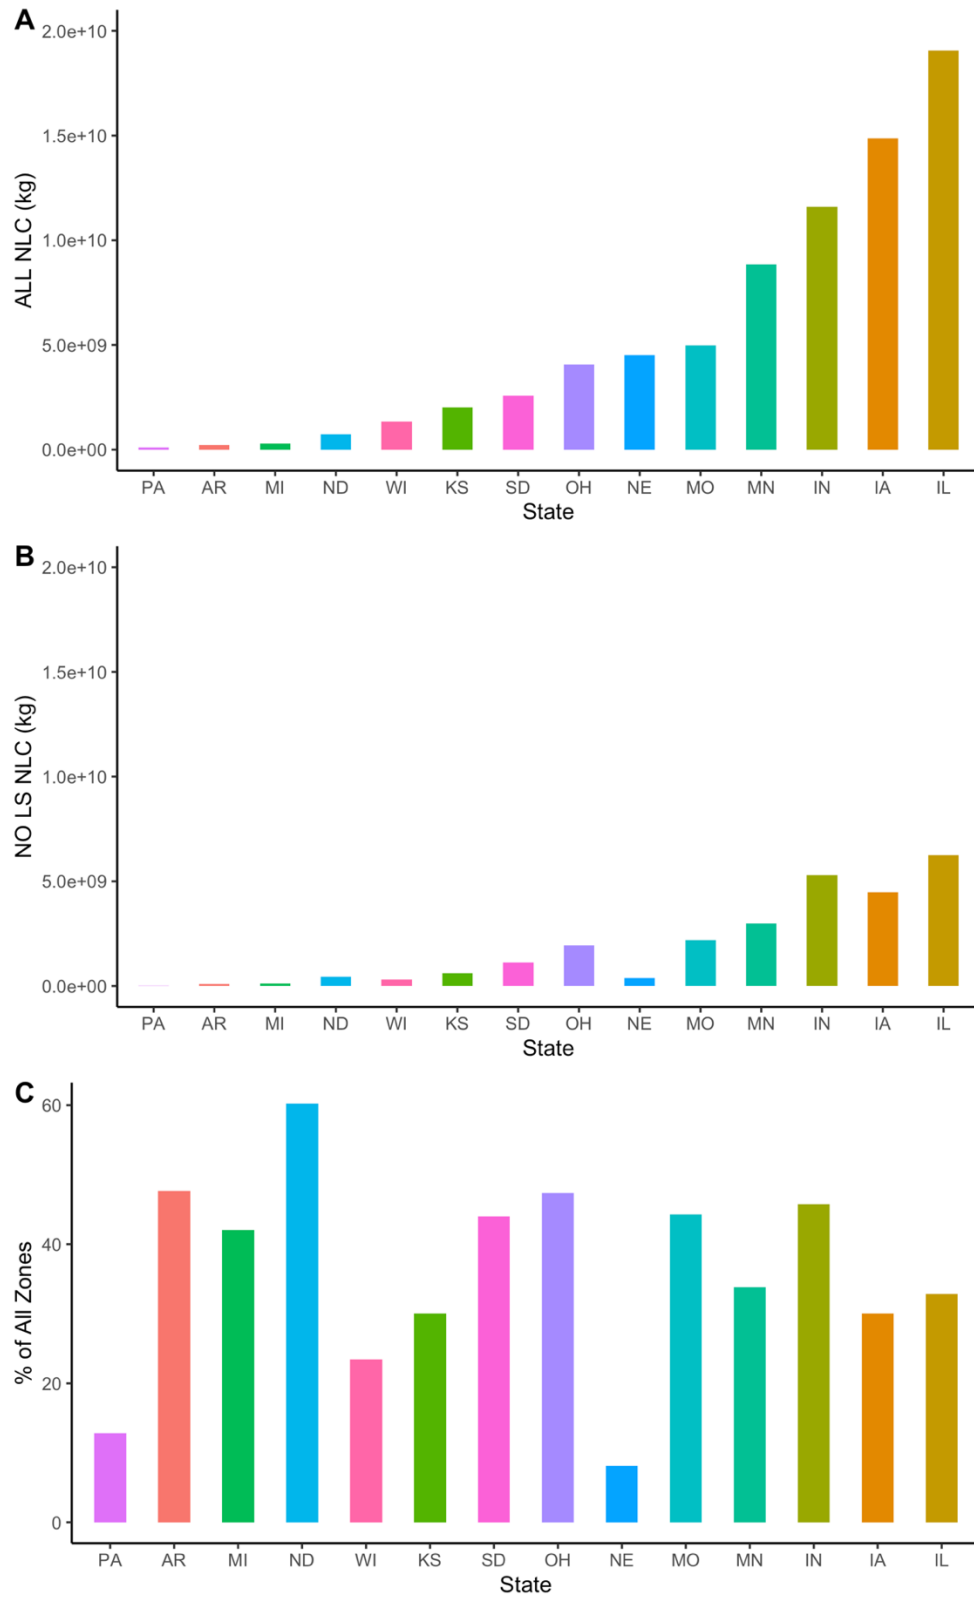 A
ALL NLC (kg)
2.0e+10
1.5e+10
1.0e+10
5.0e+09
0.0e+00
PA AR MI ND WI KS SD OH NE MO MN IN IA IL
State
B
NO LS NLC (kg)
2.0e+10
1.5e+10
1.0e+10
5.0e+09
0.0e+00
PA AR MI ND WI KS SD OH NE MO MN IN IA IL
State
C
% of All Zones
60
40
20
0
PA AR MI ND WI KS SD OH NE MO MN IN IA IL
State